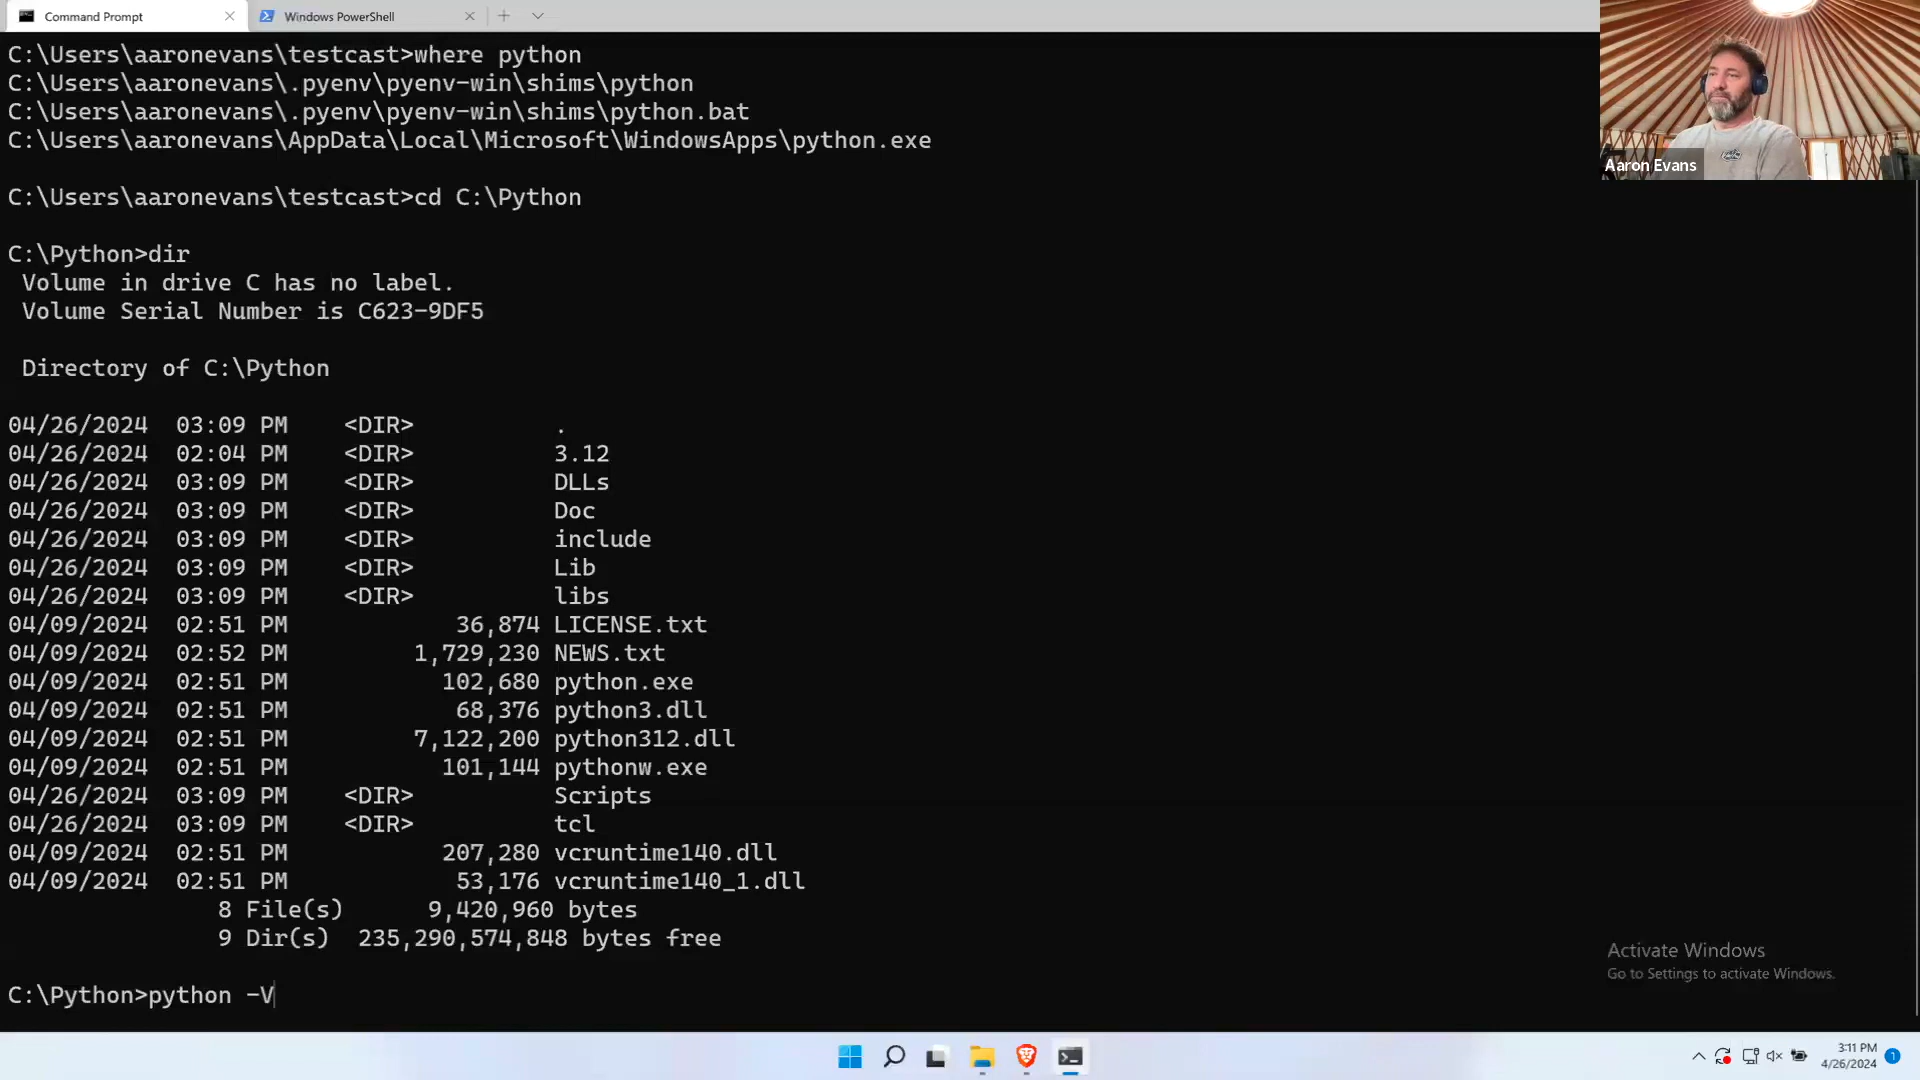 Command Prompt
Windows PowerShell
C:\Users\aaronevans\testcast>where python
C:\Users\aaronevans\.pyenv\pyenv-win\shims\python
C:\Users\aaronevans\.pyenv\pyenv-win\shims\python.bat
C:\Users\aaronevans\AppData\Local\Microsoft\WindowsApps\python.exe
C:\Users\aaronevans\testcast>cd C:\Python
C:\Python>dir
Volume in drive C has no label.
Volume Serial Number is C623-9DF5
Directory of C:\Python
04/26/2024  03:09 PM    <DIR>          .
04/26/2024  02:04 PM    <DIR>          3.12
04/26/2024  03:09 PM    <DIR>          DLLs
04/26/2024  03:09 PM    <DIR>          Doc
04/26/2024  03:09 PM    <DIR>          include
04/26/2024  03:09 PM    <DIR>          Lib
04/26/2024  03:09 PM    <DIR>          libs
04/09/2024  02:51 PM            36,874 LICENSE.txt
04/09/2024  02:52 PM         1,729,230 NEWS.txt
04/09/2024  02:51 PM           102,680 python.exe
04/09/2024  02:51 PM            68,376 python3.dll
04/09/2024  02:51 PM         7,122,200 python312.dll
04/09/2024  02:51 PM           101,144 pythonw.exe
04/26/2024  03:09 PM    <DIR>          Scripts
04/26/2024  03:09 PM    <DIR>          tcl
04/09/2024  02:51 PM           207,280 vcruntime140.dll
04/09/2024  02:51 PM            53,176 vcruntime140_1.dll
8 File(s)      9,420,960 bytes
9 Dir(s)  235,290,574,848 bytes free
C:\Python>python -V
Aaron Evans
Activate Windows
Go to Settings to activate Windows.
3:11 PM
4/26/2024
1